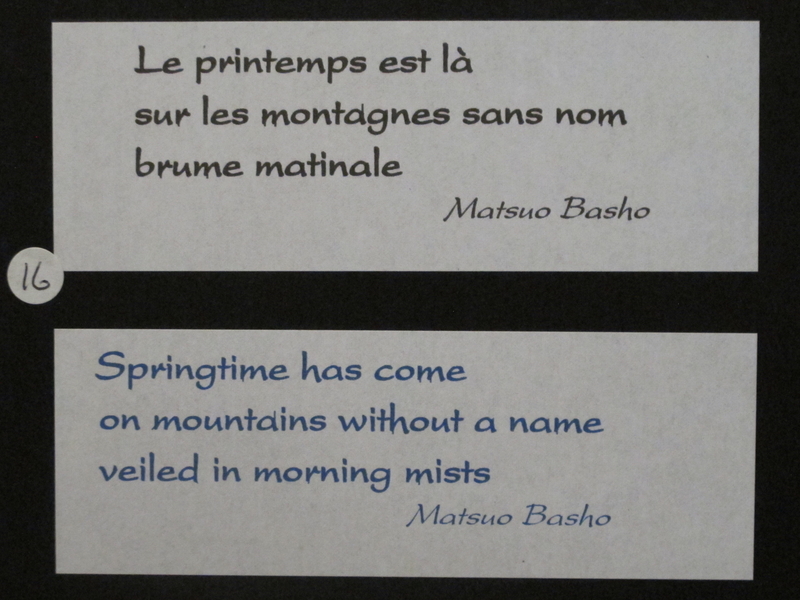 Le printemps est là
sur les montagnes sans nom
brume matinale
Matsuo Basho
16
Springtime has come
on mountains without a name
veiled in morning mists
Matsuo Basho